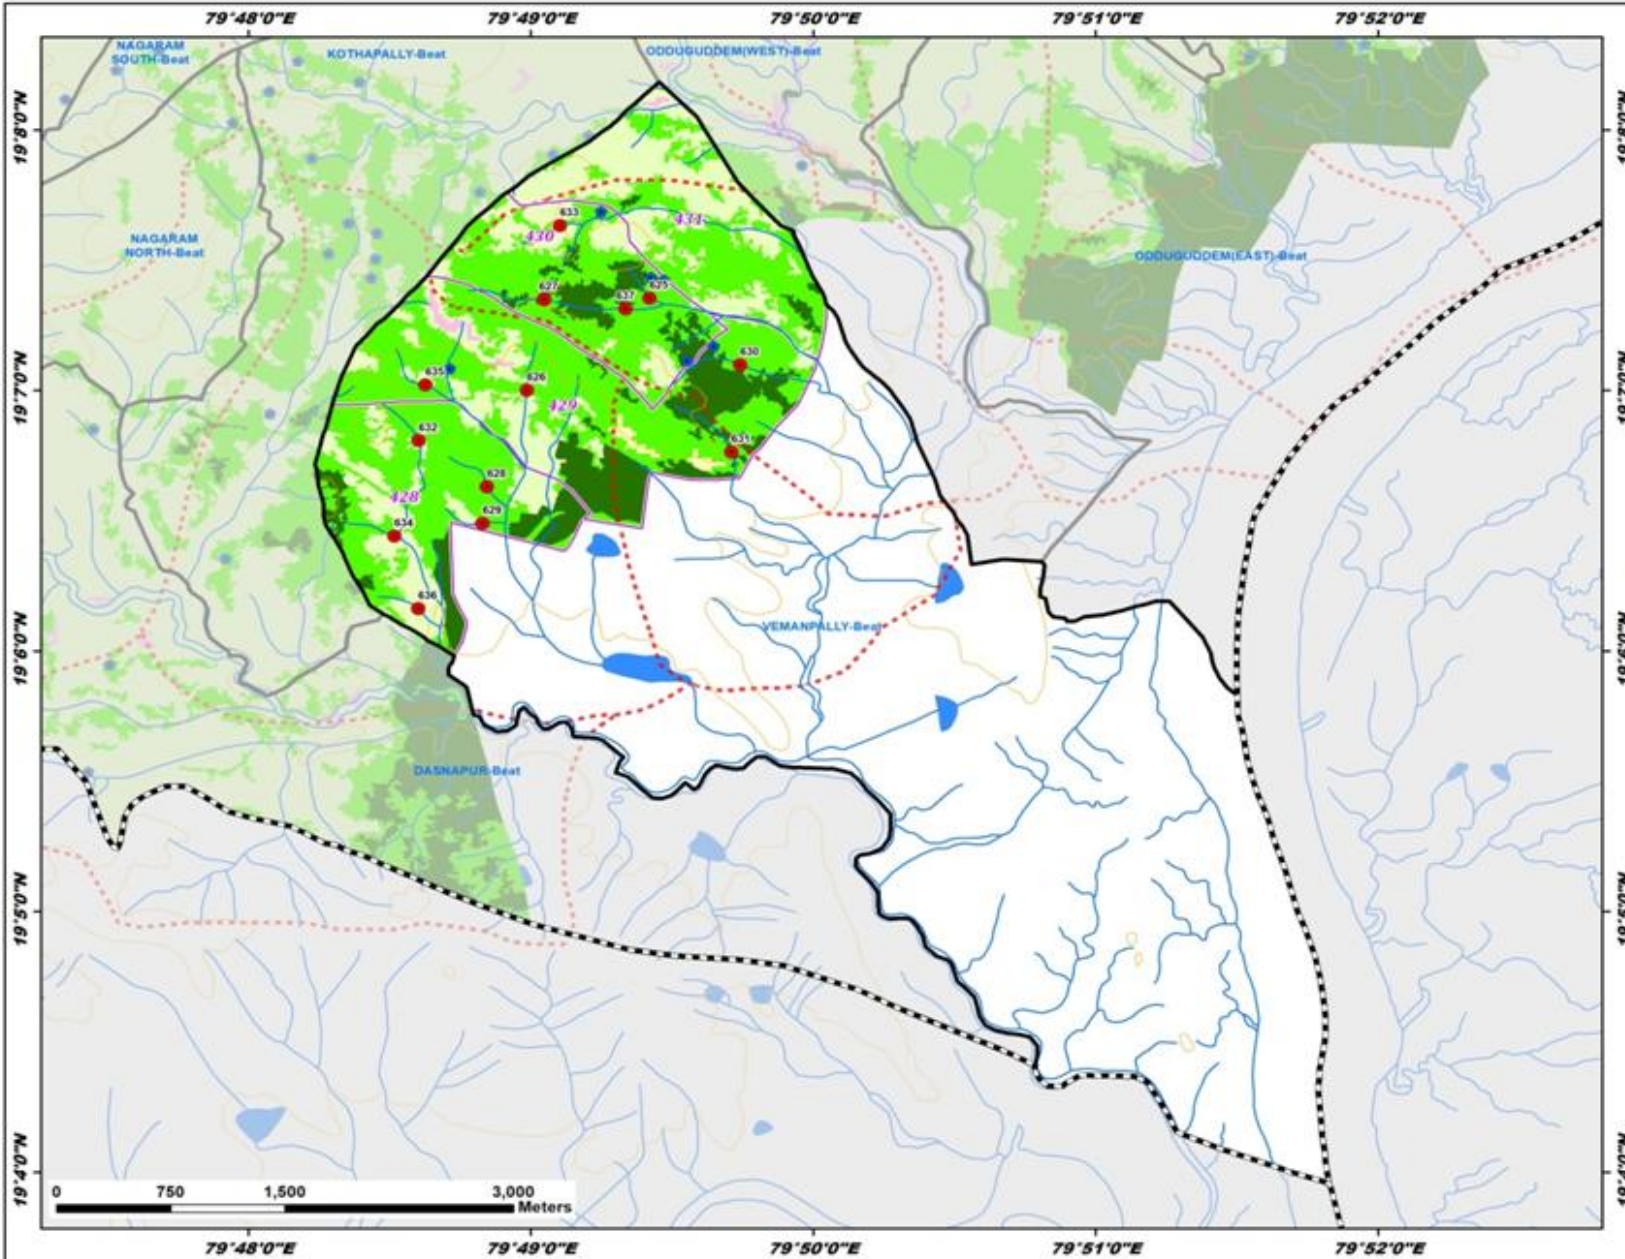 79°48'0"E 79°49'0"E 79°50'0"E 79°51'0"E 79°52'0"E
NAGARAM
SOUTH-Beat
KOTHAPALLY-Beat
ODDUGUDDEM(WEST)-Beat
19°8'0"N
633
431
430
NAGARAM
NORTH-Beat
ODDUGUDDEM(EAST)-Beat
627
637
625
630
635
626
19°7'0"N
429
632
631
628
428
629
634
636
VEMANPALLY-Beat
19°6'0"N
DASNAPUR-Beat
19°5'0"N
19°4'0"N
0 750 1,500 3,000
Meters
79°48'0"E 79°49'0"E 79°50'0"E 79°51'0"E 79°52'0"E